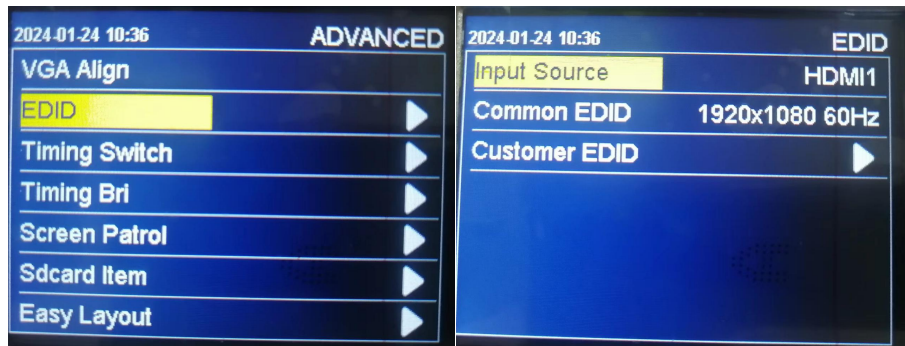 2024-01-24 10:36 ADVANCED
VGA Align
EDID
Timing Switch
Timing Bri
Screen Patrol
Sdcard Item
Easy Layout
2024-01-24 10:36 EDID
Input Source HDMI1
Common EDID 1920x1080 60Hz
Customer EDID